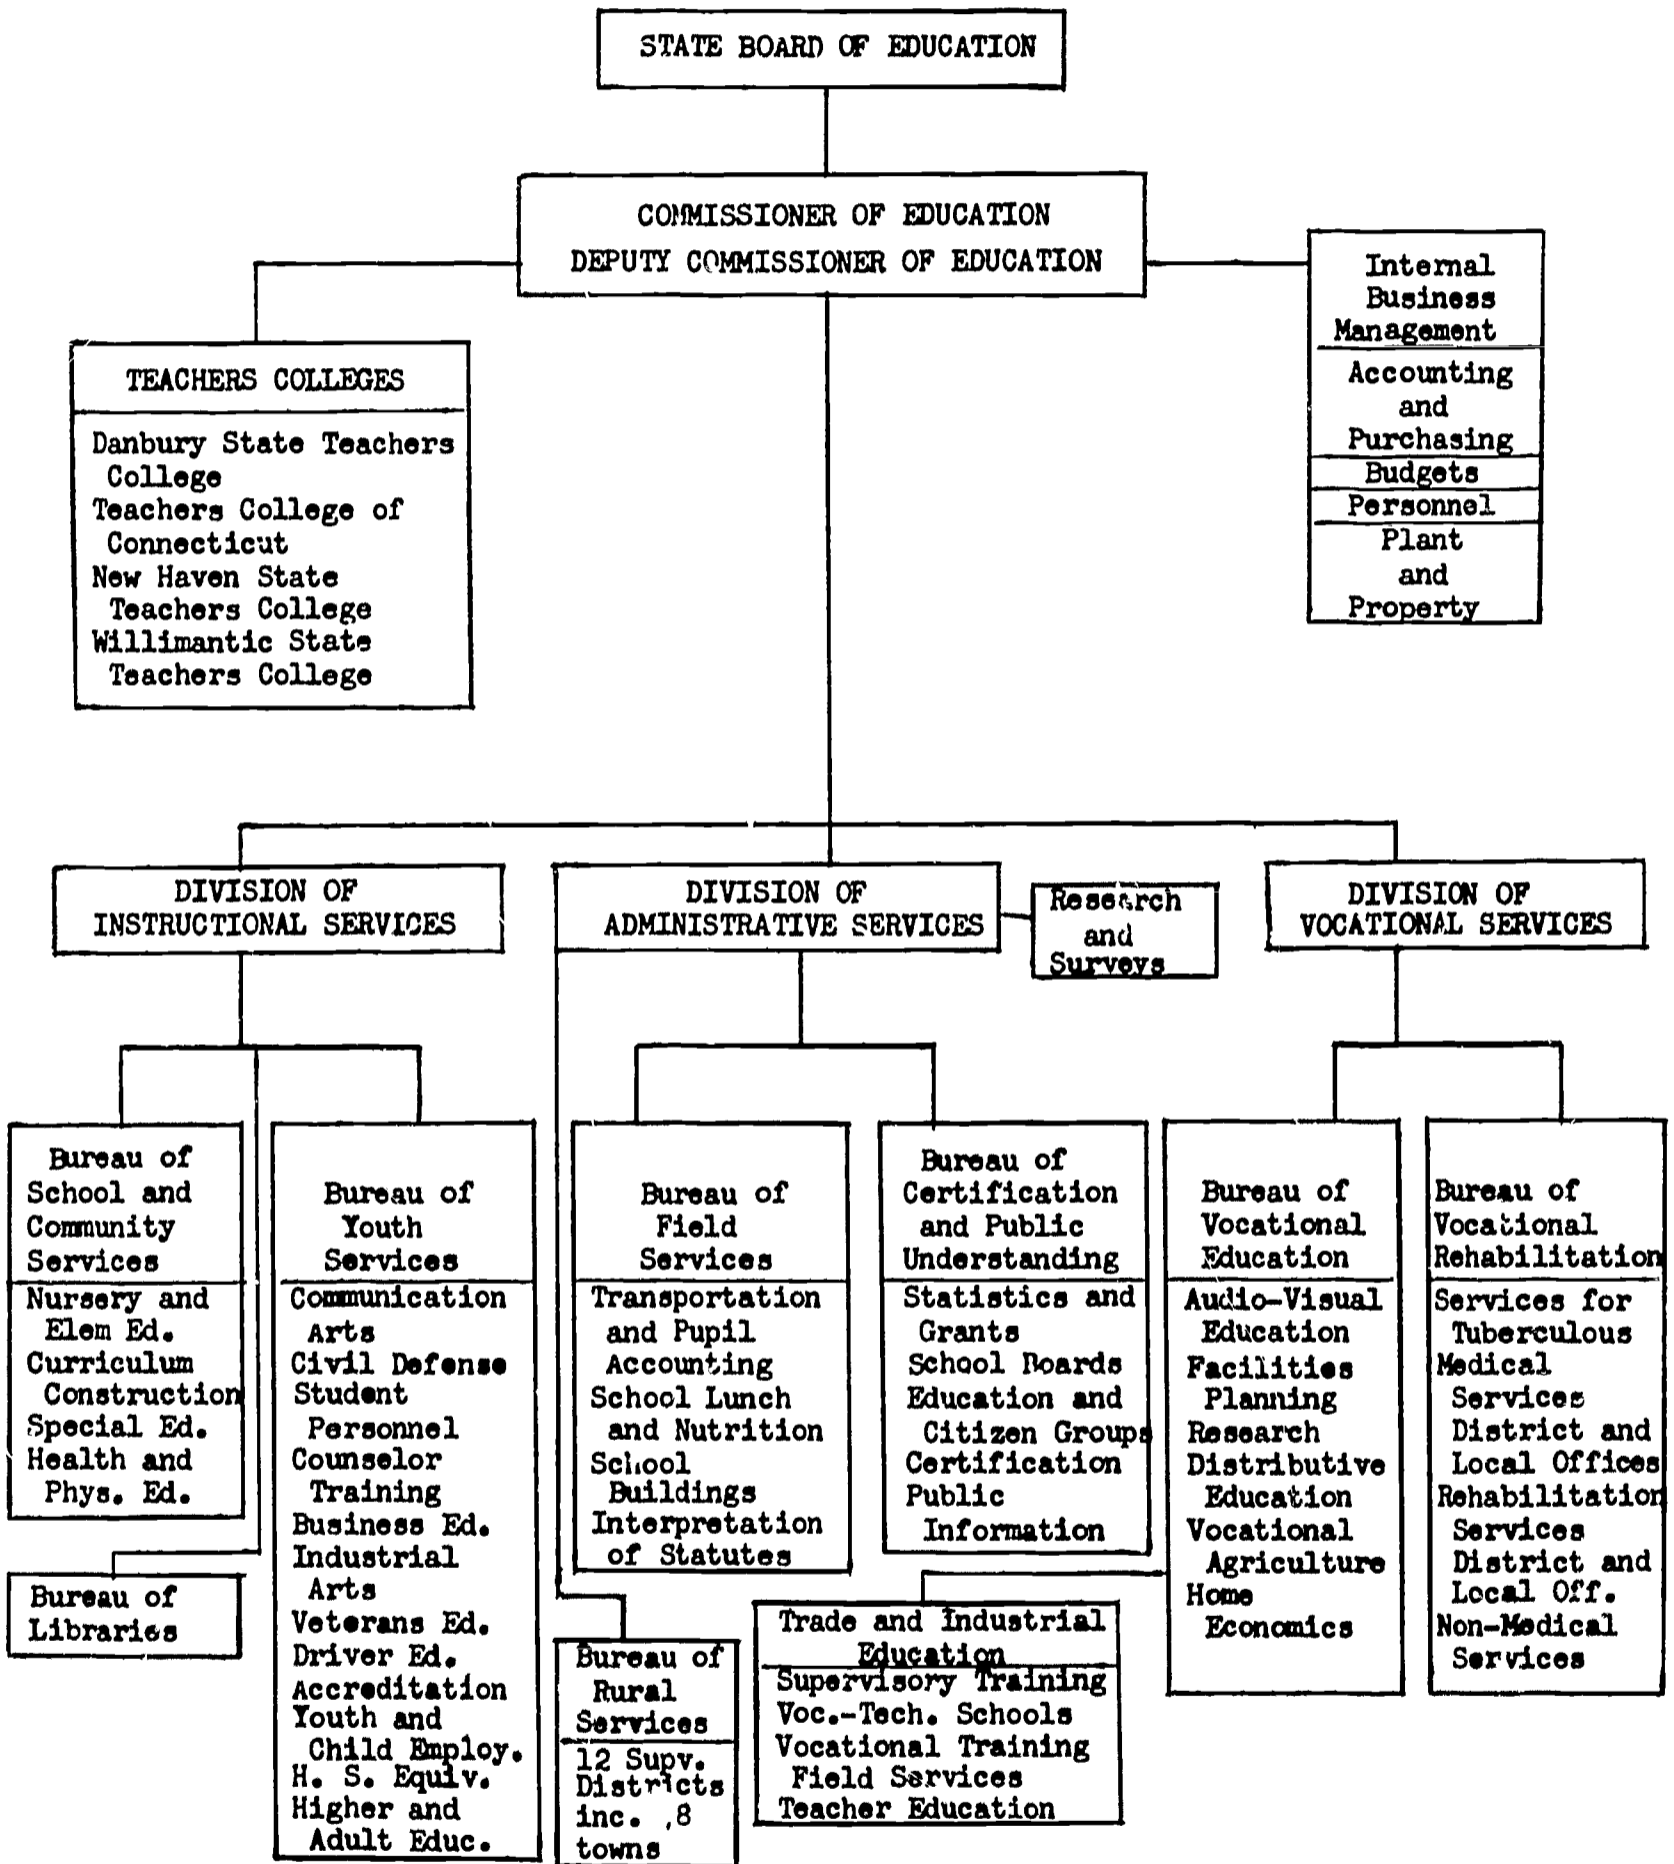 STATE BOARD OF EDUCATION
COMMISSIONER OF EDUCATION
DEPUTY COMMISSIONER OF EDUCATION
Internal
Business
Management
Accounting
and
Purchasing
Budgets
Personnel
Plant
and
Property
TEACHERS COLLEGES
Danbury State Teachers
College
Teachers College of
Connecticut
New Haven State
Teachers College
Willimantic State
Teachers College
DIVISION OF
INSTRUCTIONAL SERVICES
DIVISION OF
ADMINISTRATIVE SERVICES
Research
and
Surveys
DIVISION OF
VOCATIONAL SERVICES
Bureau of
School and
Community
Services
Nursery and
Elem Ed.
Curriculum
Construction
Special Ed.
Health and
Phys. Ed.
Bureau of
Libraries
Bureau of
Youth
Services
Communication
Arts
Civil Defense
Student
Personnel
Counselor
Training
Business Ed.
Industrial
Arts
Veterans Ed.
Driver Ed.
Accreditation
Youth and
Child Employ.
H. S. Equiv.
Higher and
Adult Educ.
Bureau of
Field
Services
Transportation
and Pupil
Accounting
School Lunch
and Nutrition
School
Buildings
Interpretation
of Statutes
Bureau of
Rural
Services
12 Supv.
Districts
inc. 8
towns
Bureau of
Certification
and Public
Understanding
Statistics and
Grants
School Boards
Education and
Citizen Groups
Certification
Public
Information
Trade and Industrial
Education
Supervisory Training
Voc.-Tech. Schools
Vocational Training
Field Services
Teacher Education
Bureau of
Vocational
Education
Audio-Visual
Education
Facilities
Planning
Research
Distributive
Education
Vocational
Agriculture
Home
Economics
Bureau of
Vocational
Rehabilitation
Services for
Tuberculous
Medical
Services
District and
Local Offices
Rehabilitation
Services
District and
Local Off.
Non-Medical
Services